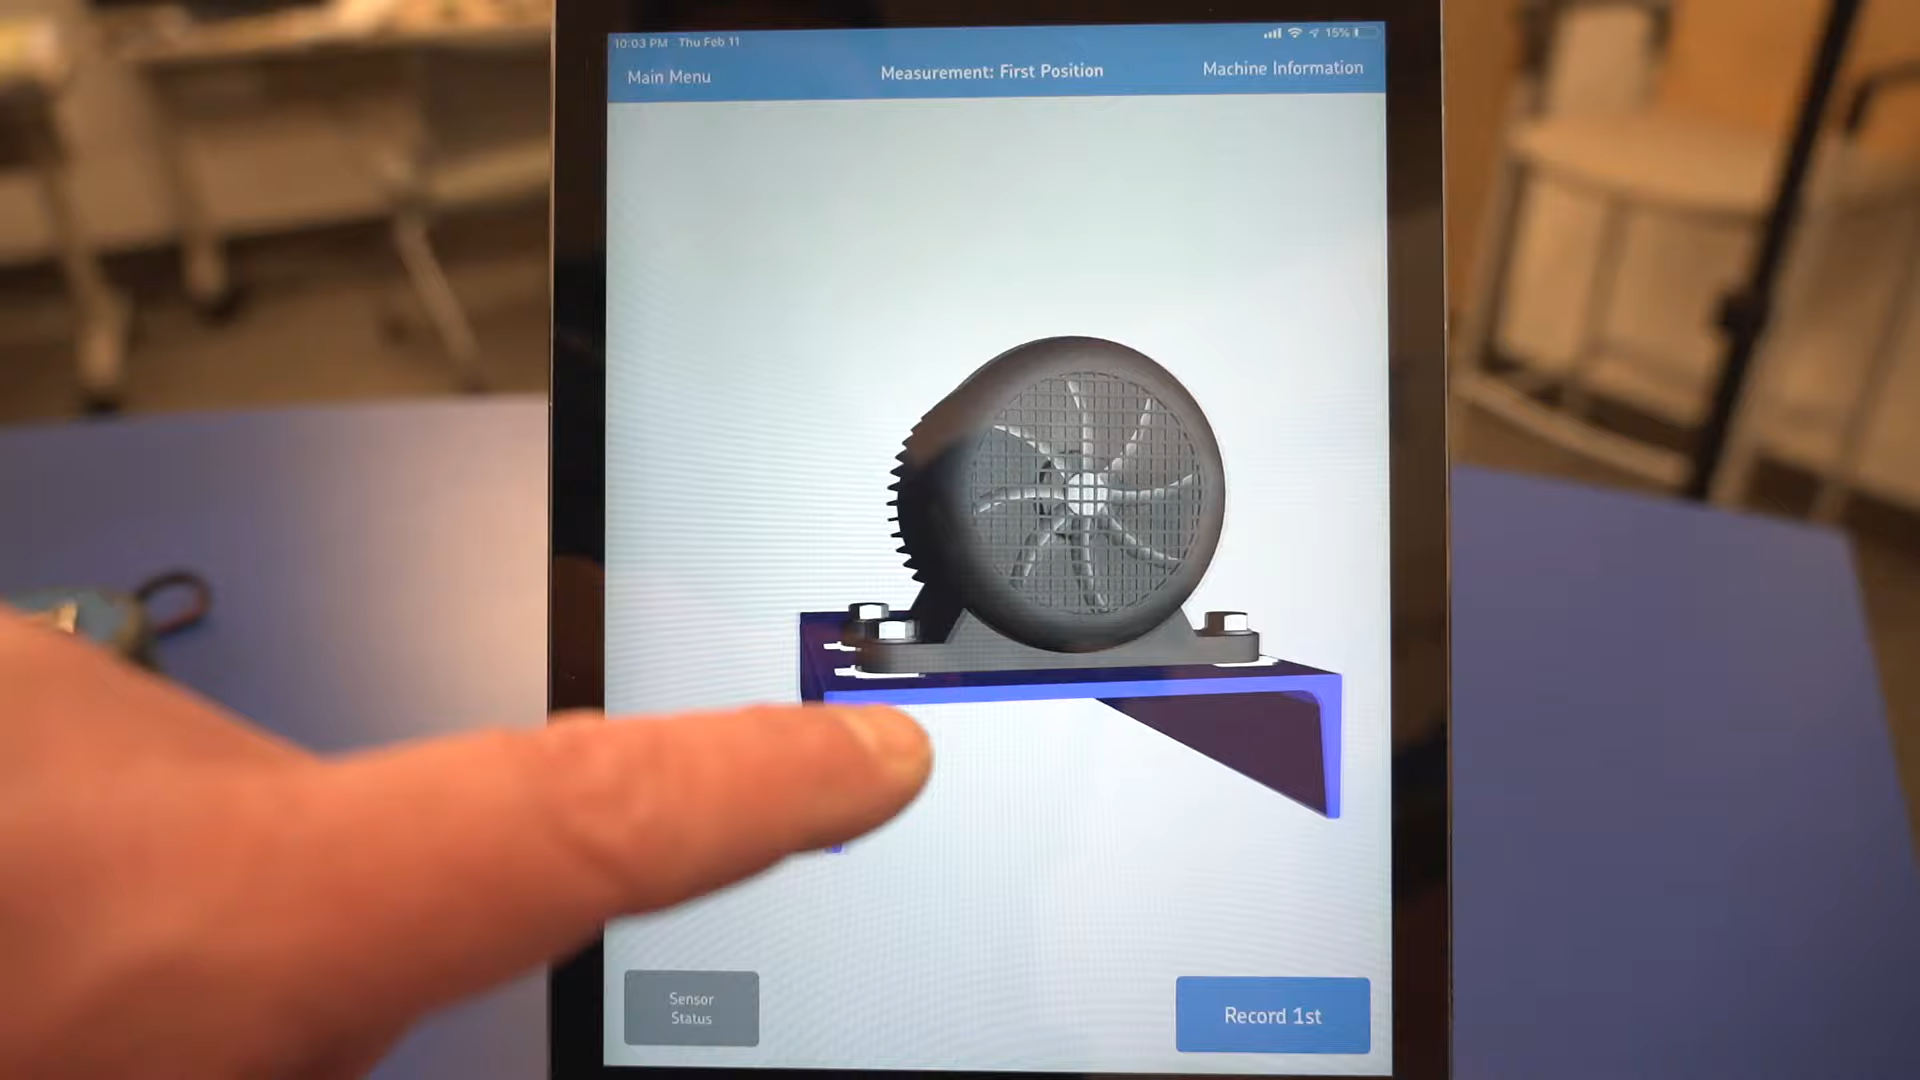 10:03 PM Thu Feb 11
15%
Main Menu
Measurement: First Position
Machine Information
Sensor
Status
Record 1st